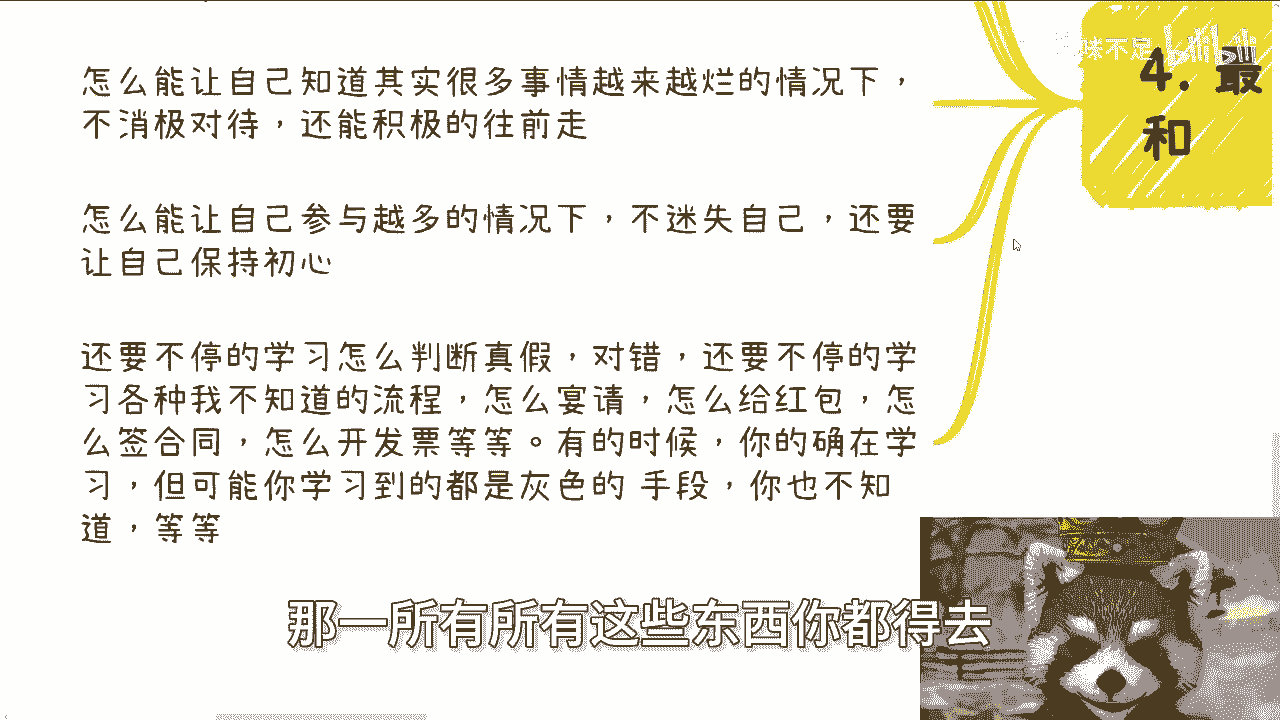 怎么能让自己知道其实很多事情越来越烂的情况下，
不消极对待，还能积极的往前走
怎么能让自己参与越多的情况下，不迷失自己，还要
让自己保持初心
还要不停的学习怎么判断真假，对错，还要不停的学
习各种我不知道的流程，怎么宴请，怎么给红包，怎
么签合同，怎么开发票等等。有的时候，你的确在学
习，但可能你学习到的都是灰色的 手段，你也不知
道，等等
味不足
bilibili
4. 最
和
那一所有所有这些东西你都得去